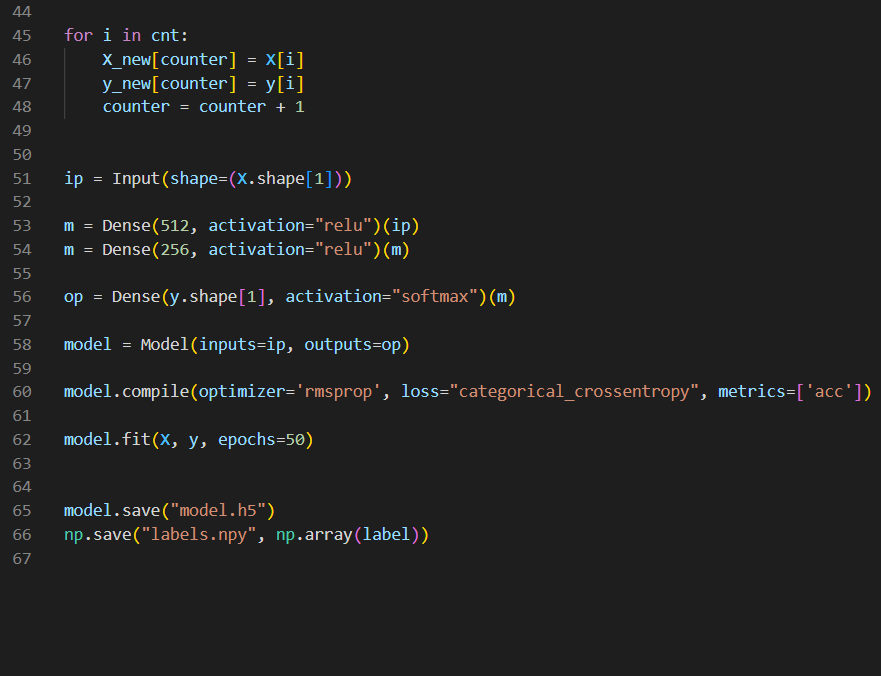 44
45 for i in cnt:
46 X_new[counter] = X[i]
47 y_new[counter] = y[i]
48 counter = counter + 1
49
50
51 ip = Input(shape=(X.shape[1]))
52
53 m = Dense(512, activation="relu")(ip)
54 m = Dense(256, activation="relu")(m)
55
56 op = Dense(y.shape[1], activation="softmax")(m)
57
58 model = Model(inputs=ip, outputs=op)
59
60 model.compile(optimizer='rmsprop', loss="categorical_crossentropy", metrics=['acc'])
61
62 model.fit(X, y, epochs=50)
63
64
65 model.save("model.h5")
66 np.save("labels.npy", np.array(label))
67